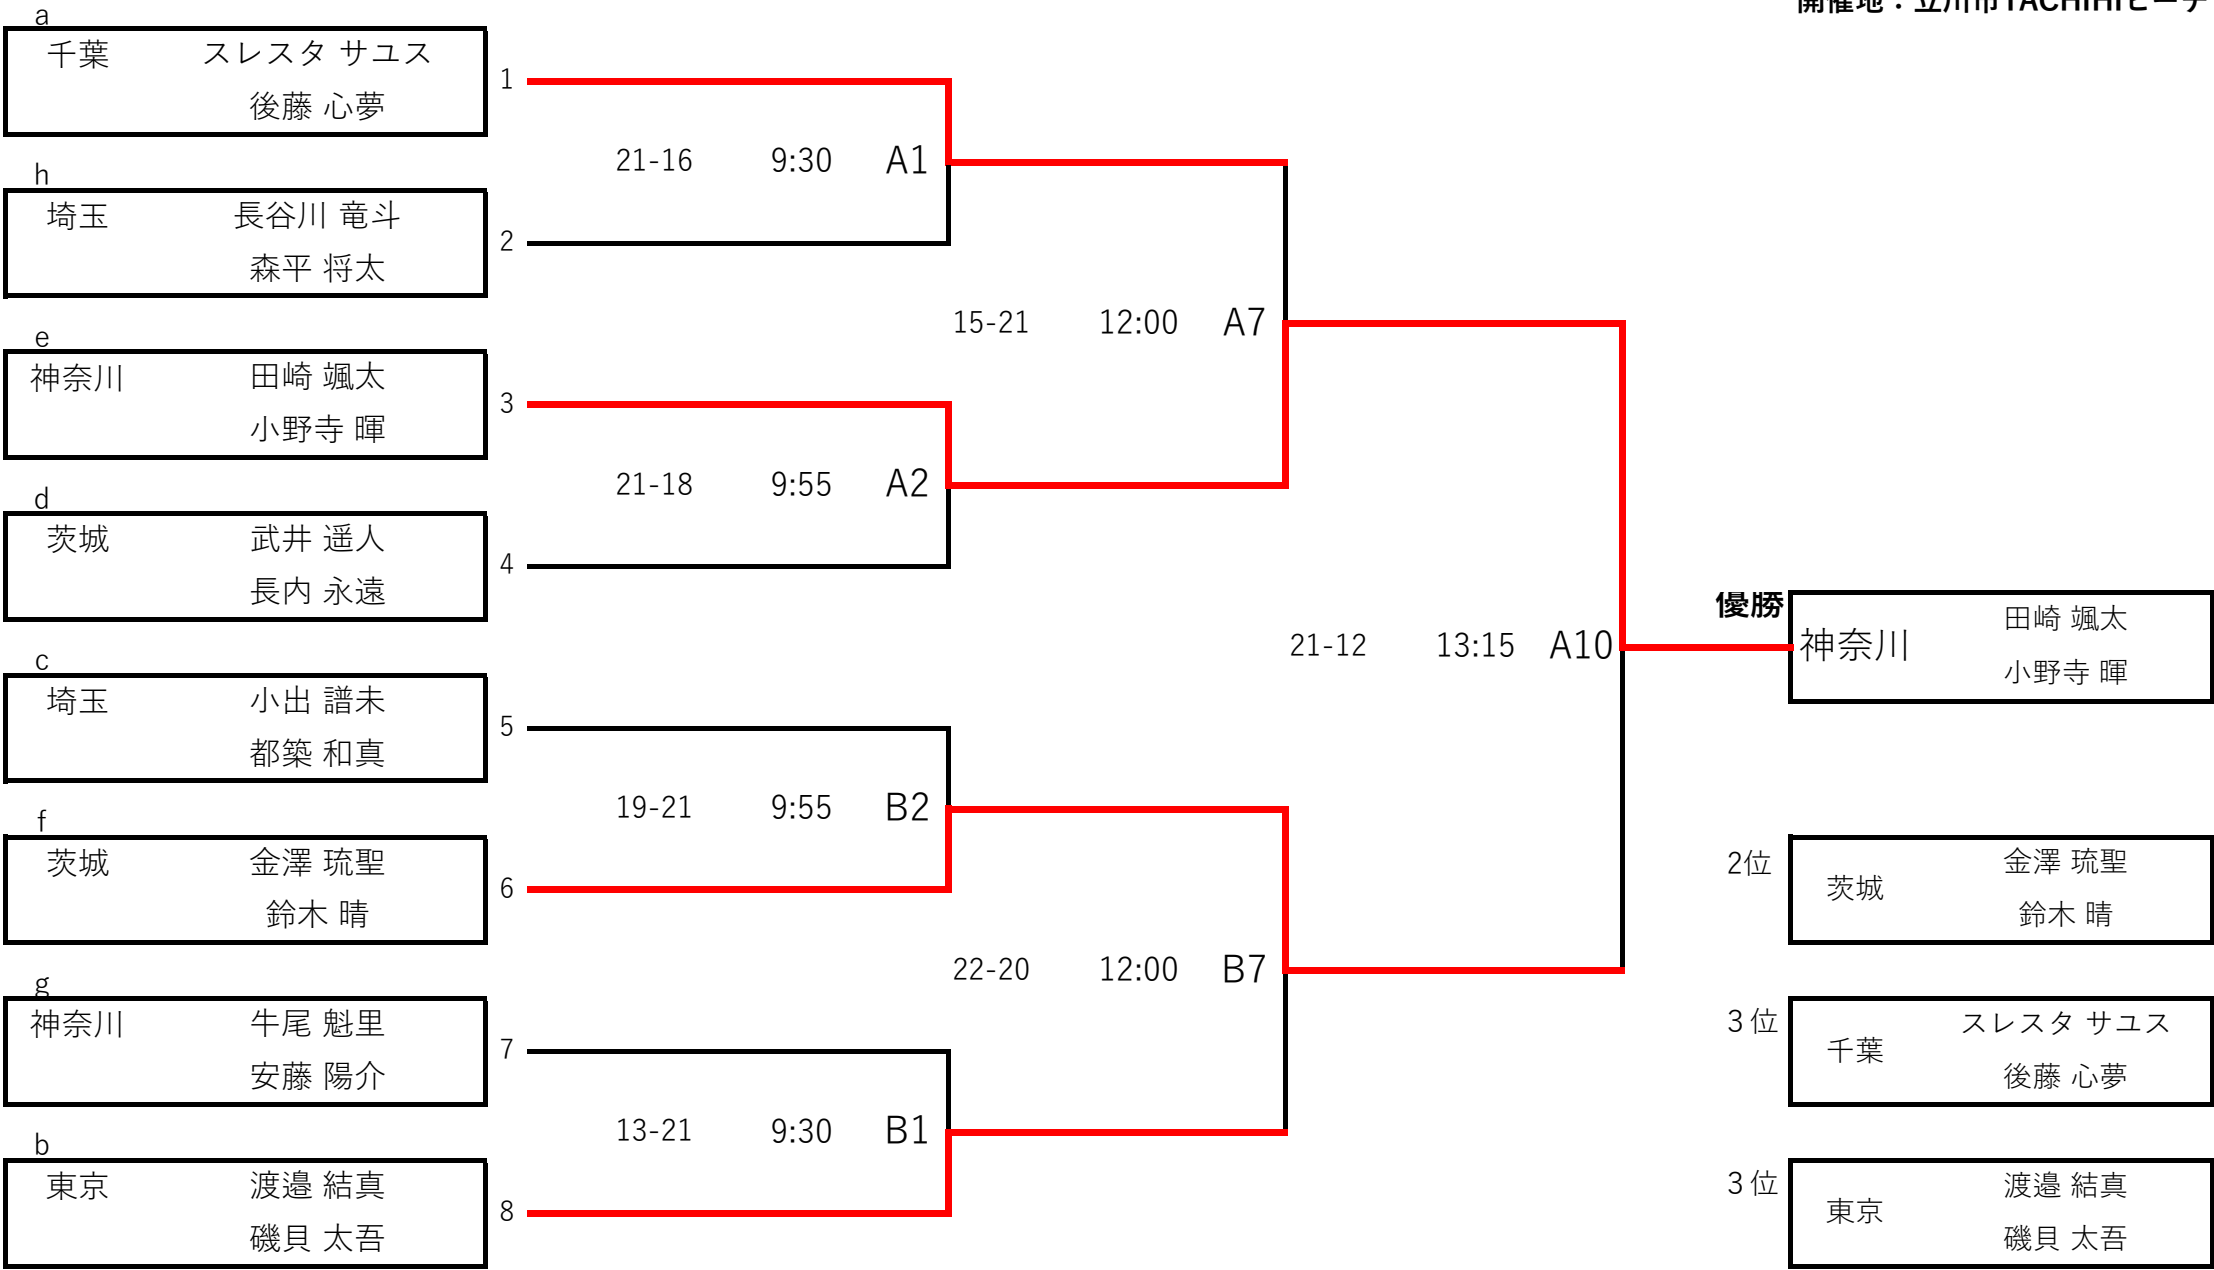 開催地：立川市TACHIHIビーチ
a
千葉 スレスタ サユス
後藤 心夢
1
21-16 9:30 A1
h
埼玉 長谷川 竜斗
森平 将太
2
15-21 12:00 A7
e
神奈川 田崎 颯太
小野寺 暉
3
21-18 9:55 A2
d
茨城 武井 遥人
長内 永遠
4
21-12 13:15 A10
優勝
神奈川 田崎 颯太
小野寺 暉
c
埼玉 小出 譜未
都築 和真
5
19-21 9:55 B2
f
茨城 金澤 琉聖
鈴木 晴
6
2位
茨城 金澤 琉聖
鈴木 晴
22-20 12:00 B7
g
神奈川 牛尾 魁里
安藤 陽介
7
3位
千葉 スレスタ サユス
後藤 心夢
13-21 9:30 B1
b
東京 渡邉 結真
磯貝 太吾
8
3位
東京 渡邉 結真
磯貝 太吾